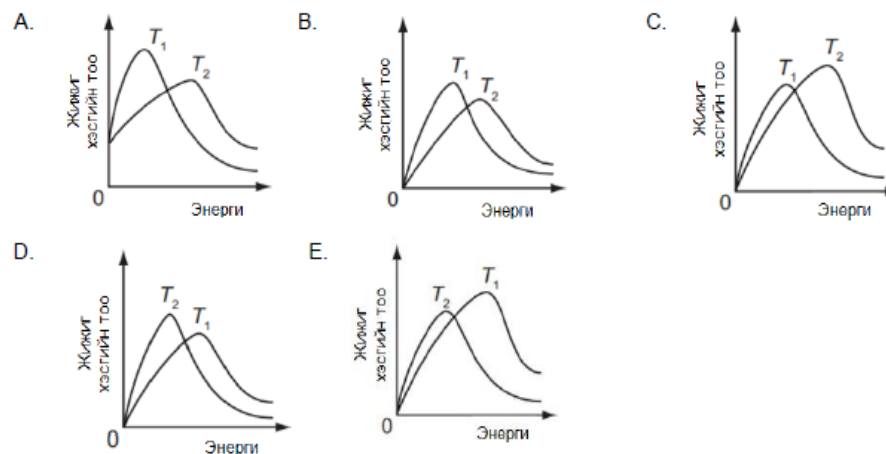 A.
T₁
T₂
Жижиг
хэсгийн тоо
0
Энерги
B.
T₁
T₂
Жижиг
хэсгийн тоо
0
Энерги
C.
T₁
T₂
Жижиг
хэсгийн тоо
0
Энерги
D.
T₂
T₁
Жижиг
хэсгийн тоо
0
Энерги
E.
T₂
T₁
Жижиг
хэсгийн тоо
0
Энерги